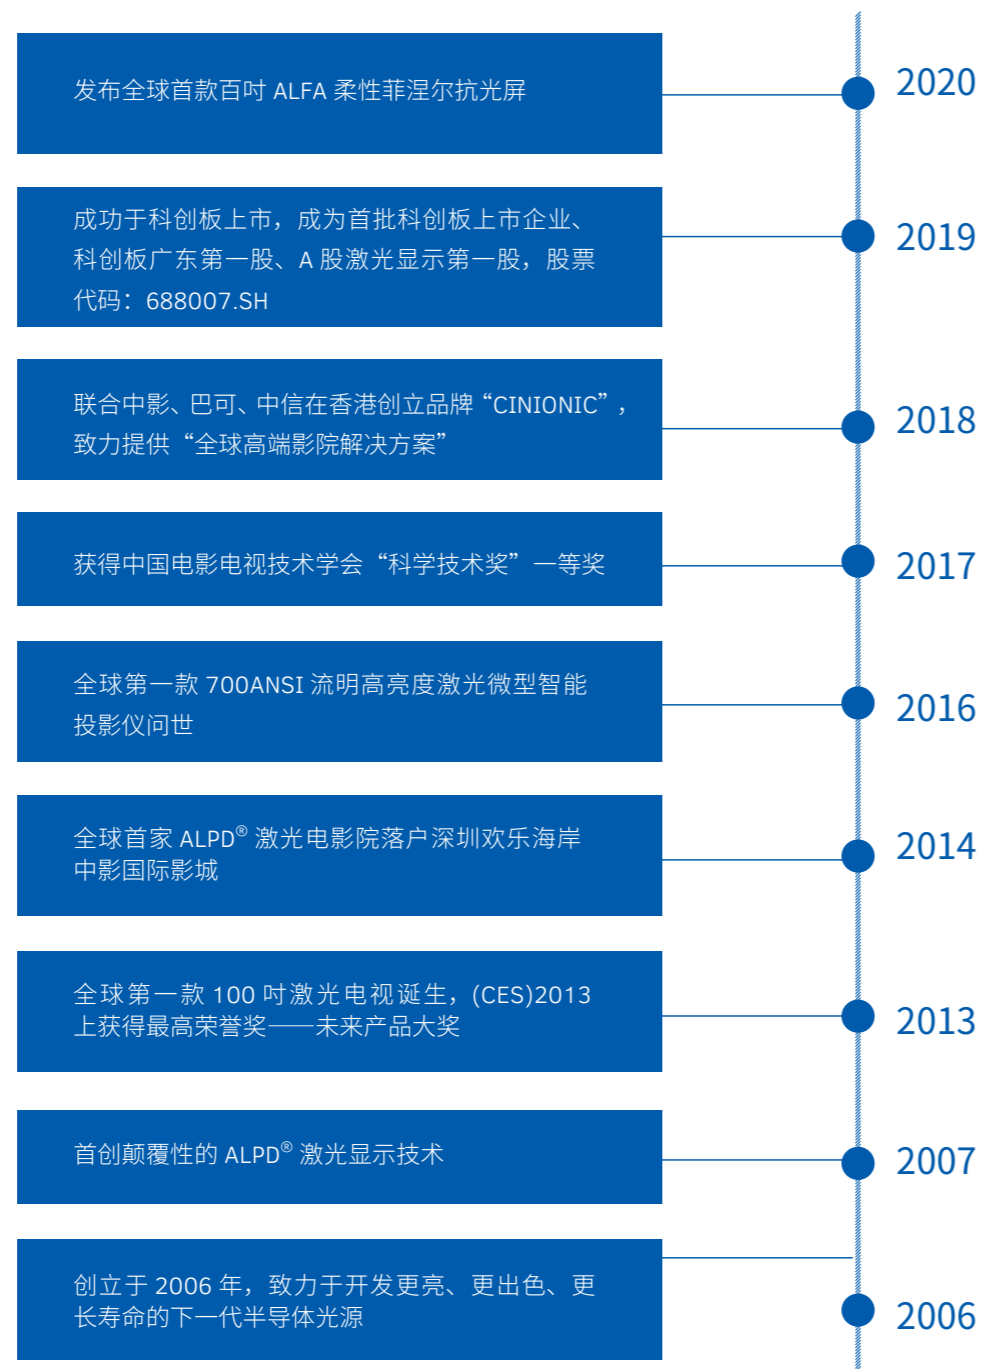 发布全球首款百吋 ALFA 柔性菲涅尔抗光屏
2020
成功于科创板上市，成为首批科创板上市企业、
科创板广东第一股、A 股激光显示第一股，股票
代码：688007.SH
2019
联合中影、巴可、中信在香港创立品牌“CINIONIC”，
致力提供“全球高端影院解决方案”
2018
获得中国电影电视技术学会“科学技术奖”一等奖
2017
全球第一款 700ANSI 流明高亮度激光微型智能
投影仪问世
2016
全球首家 ALPD® 激光电影院落户深圳欢乐海岸
中影国际影城
2014
全球第一款 100 吋激光电视诞生，(CES)2013
上获得最高荣誉奖——未来产品大奖
2013
首创颠覆性的 ALPD® 激光显示技术
2007
创立于 2006 年，致力于开发更亮、更出色、更
长寿命的下一代半导体光源
2006